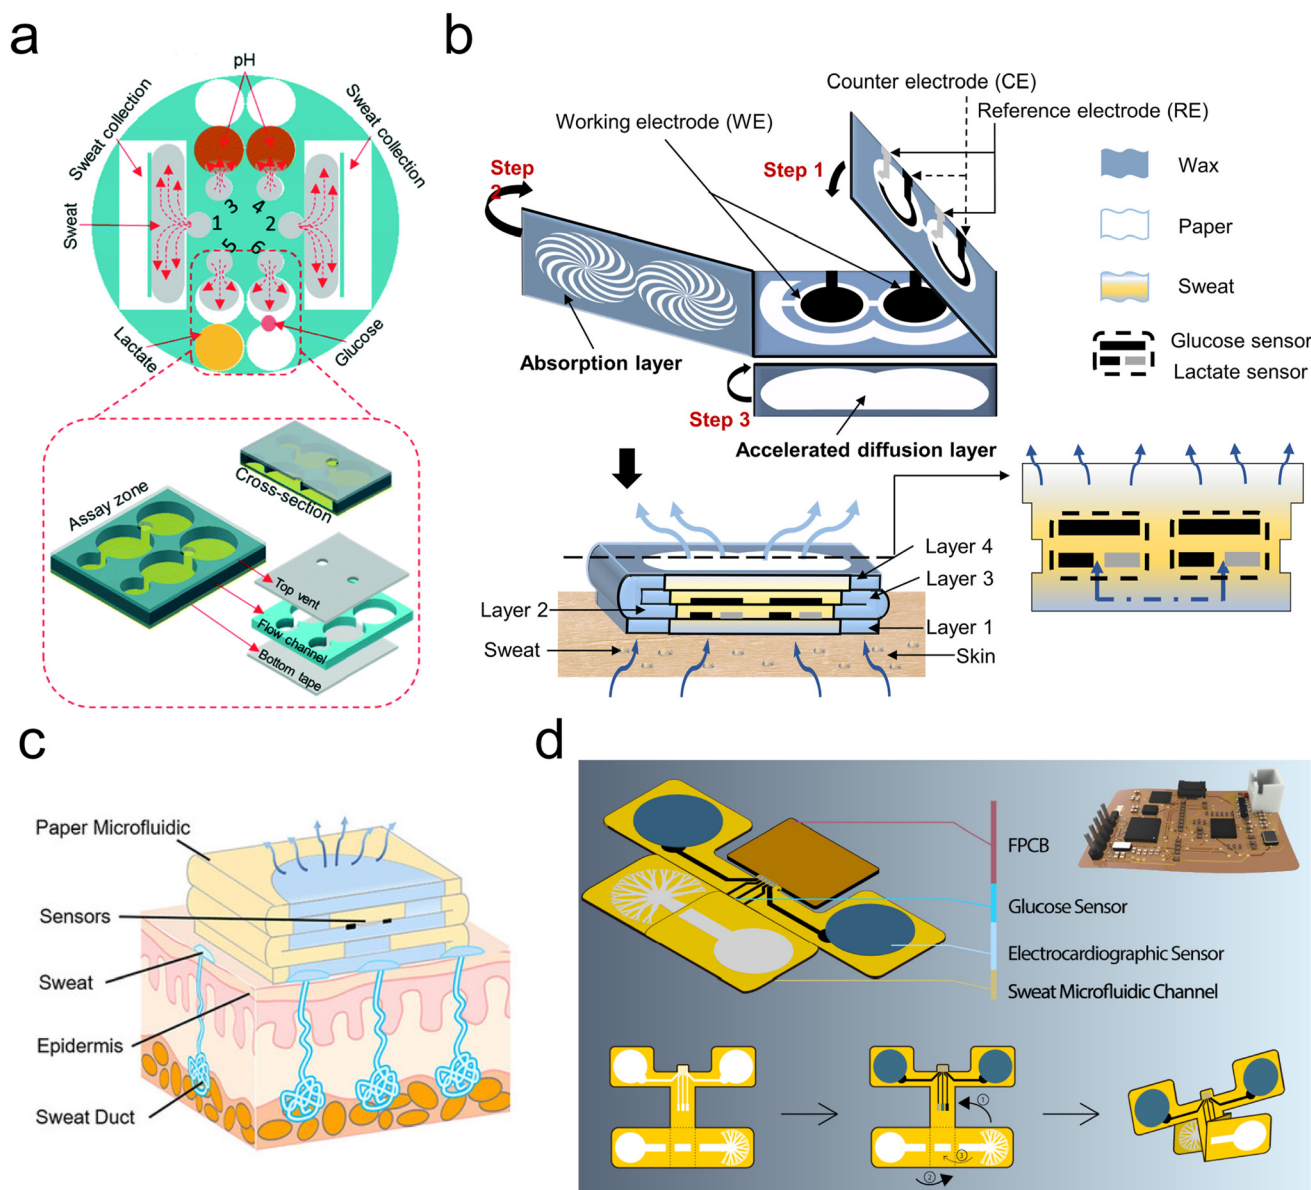 a
pH
Sweat collection
Sweat collection
Sweat
3
4
1
2
5
6
Lactate
Glucose
Assay zone
Cross-section
Top vent
Flow channel
Bottom tape
b
Counter electrode (CE)
Reference electrode (RE)
Working electrode (WE)
Step
2
Step 1
Absorption layer
Step 3
Accelerated diffusion layer
Wax
Paper
Sweat
Glucose sensor
Lactate sensor
Layer 4
Layer 3
Layer 2
Layer 1
Sweat
Skin
c
Paper Microfluidic
Sensors
Sweat
Epidermis
Sweat Duct
d
FPCB
Glucose Sensor
Electrocardiographic Sensor
Sweat Microfluidic Channel
①
③
②